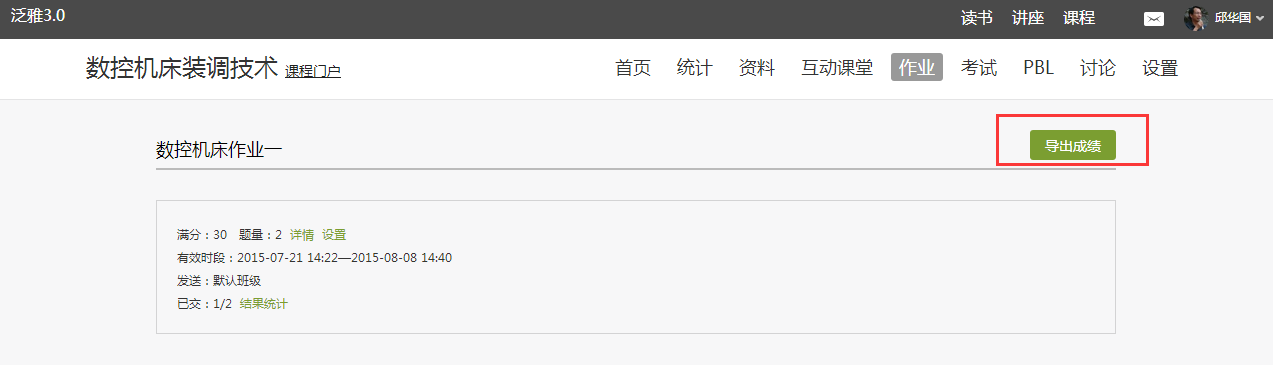 泛雅3.0 读书 讲座 课程 邱华国
数控机床装调技术 课程门户 首页 统计 资料 互动课堂 作业 考试 PBL 讨论 设置
数控机床作业一 导出成绩
满分：30 题量：2 详情 设置
有效时段：2015-07-21 14:22—2015-08-08 14:40
发送：默认班级
已交：1/2 结果统计